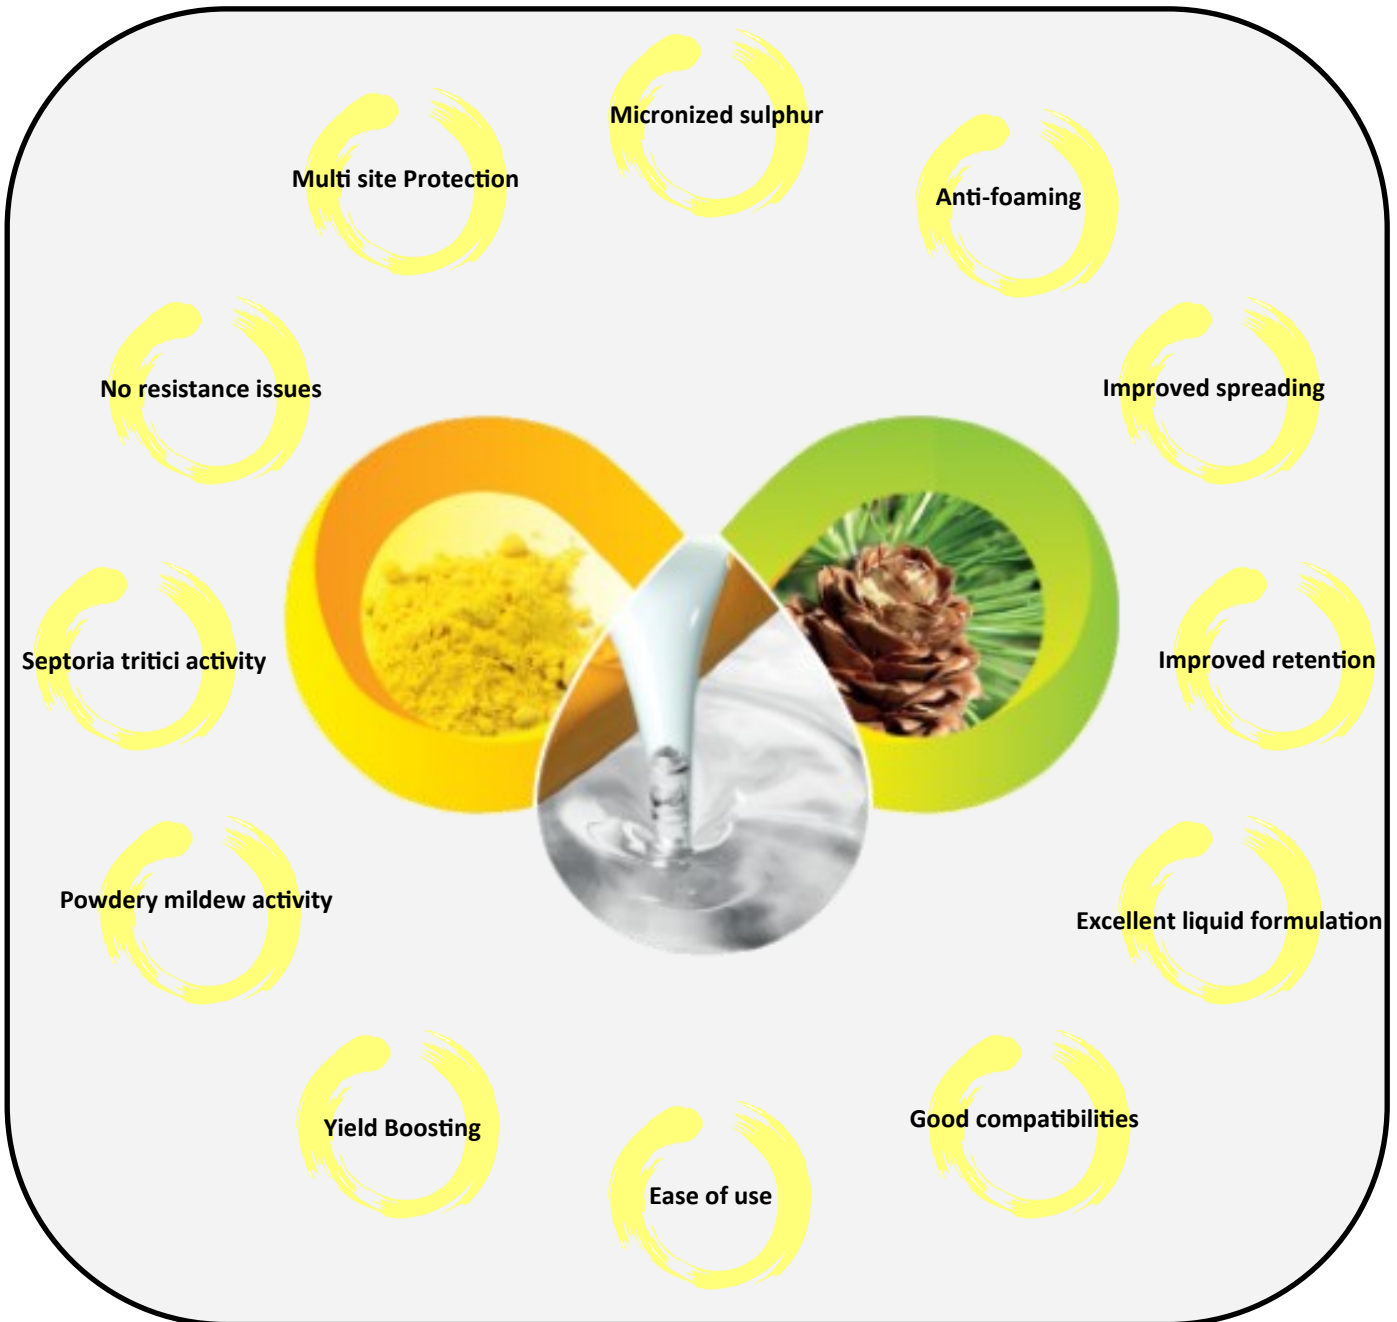 Micronized sulphur
Multi site Protection
Anti-foaming
No resistance issues
Improved spreading
Septoria tritici activity
Improved retention
Powdery mildew activity
Excellent liquid formulation
Yield Boosting
Good compatibilities
Ease of use